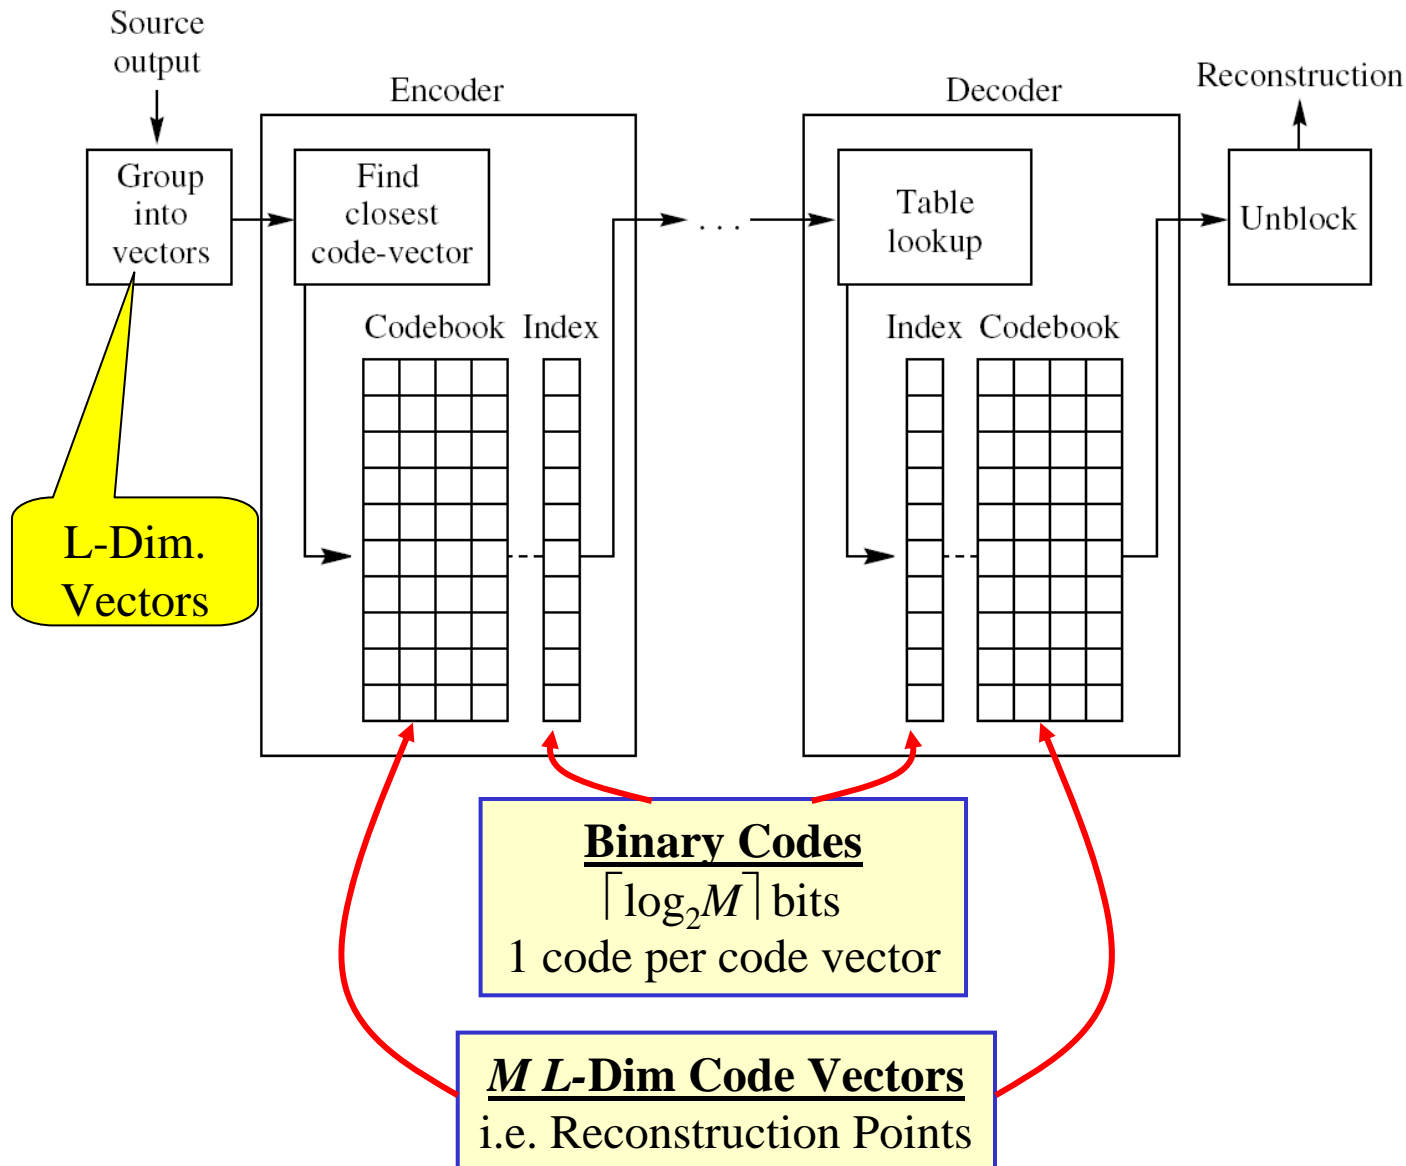 Source
output
Encoder
Decoder
Reconstruction
Group
into
vectors
Find
closest
code-vector
. . .
Table
lookup
Unblock
Codebook Index
Index Codebook
L-Dim.
Vectors
Binary Codes
⌈log₂M⌉ bits
1 code per code vector
M L-Dim Code Vectors
i.e. Reconstruction Points